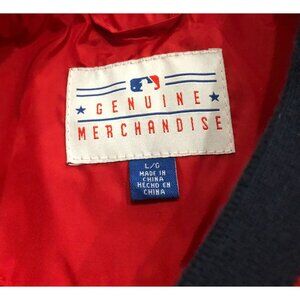 GENUINE
MERCHANDISE
L/G
MADE IN
CHINA
HECHO EN
CHINA